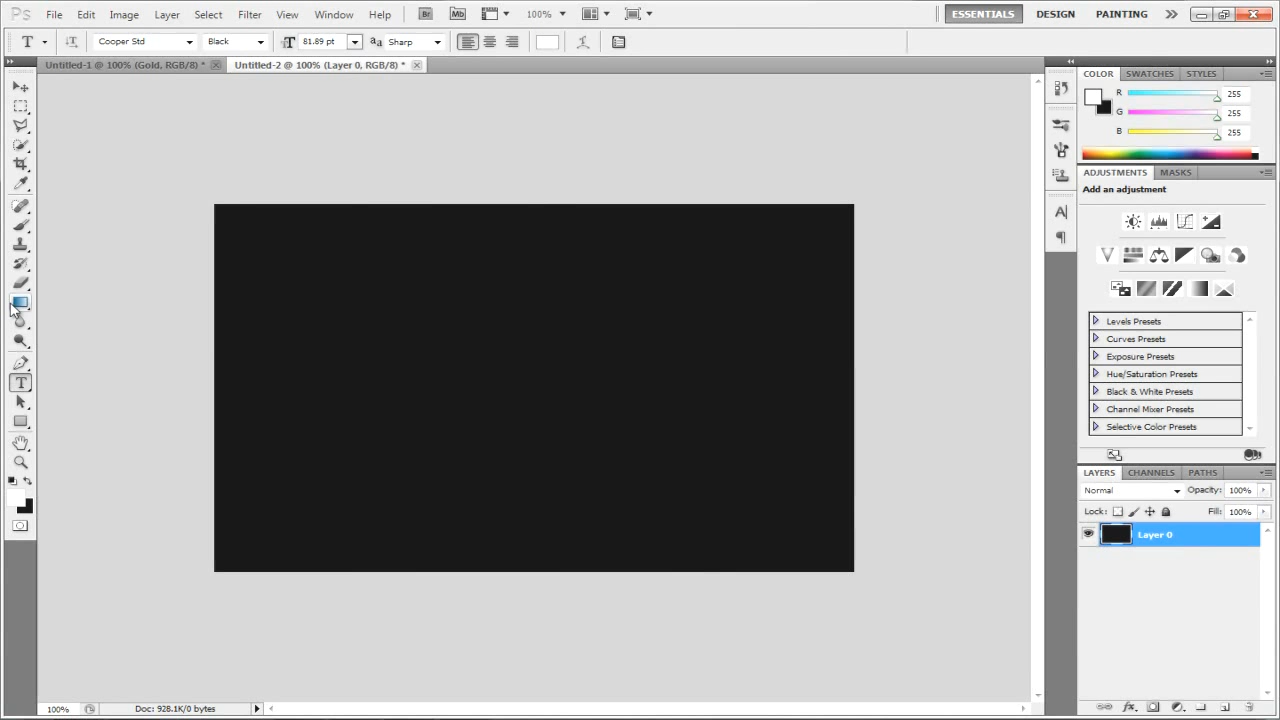 Ps File Edit Image Layer Select Filter View Window Help Br Mb 100% ESSENTIALS DESIGN PAINTING
T Cooper Std Black T 81.89 pt aa Sharp
Untitled-1 @ 100% (Gold, RGB/8) * Untitled-2 @ 100% (Layer 0, RGB/8) *
COLOR SWATCHES STYLES
R 255
G 255
B 255
ADJUSTMENTS MASKS
Add an adjustment
Levels Presets
Curves Presets
Exposure Presets
Hue/Saturation Presets
Black & White Presets
Channel Mixer Presets
Selective Color Presets
LAYERS CHANNELS PATHS
Normal Opacity: 100%
Lock: Fill: 100%
Layer 0
100% Doc: 928.1K/0 bytes